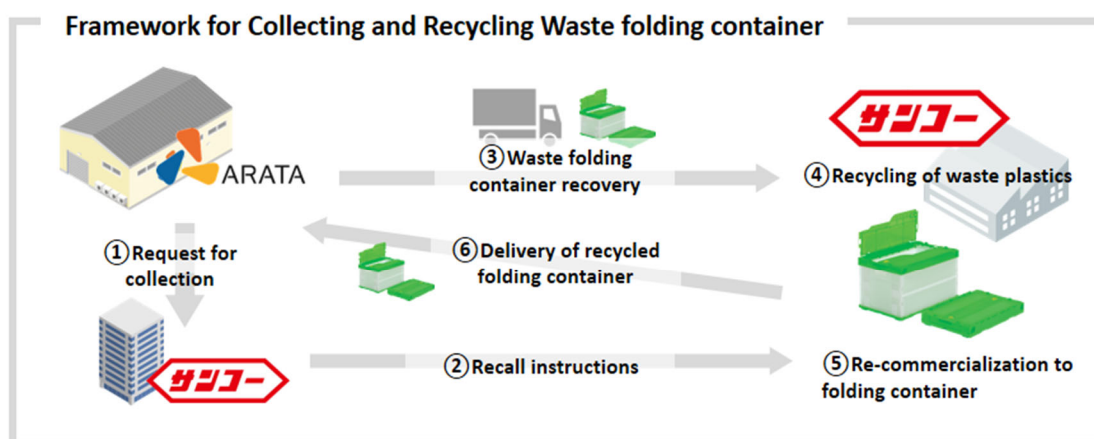 Framework for Collecting and Recycling Waste folding container
ARATA
③Waste folding
container recovery
サンコー
④Recycling of waste plastics
①Request for
collection
⑥Delivery of recycled
folding container
サンコー
②Recall instructions
⑤Re-commercialization to
folding container